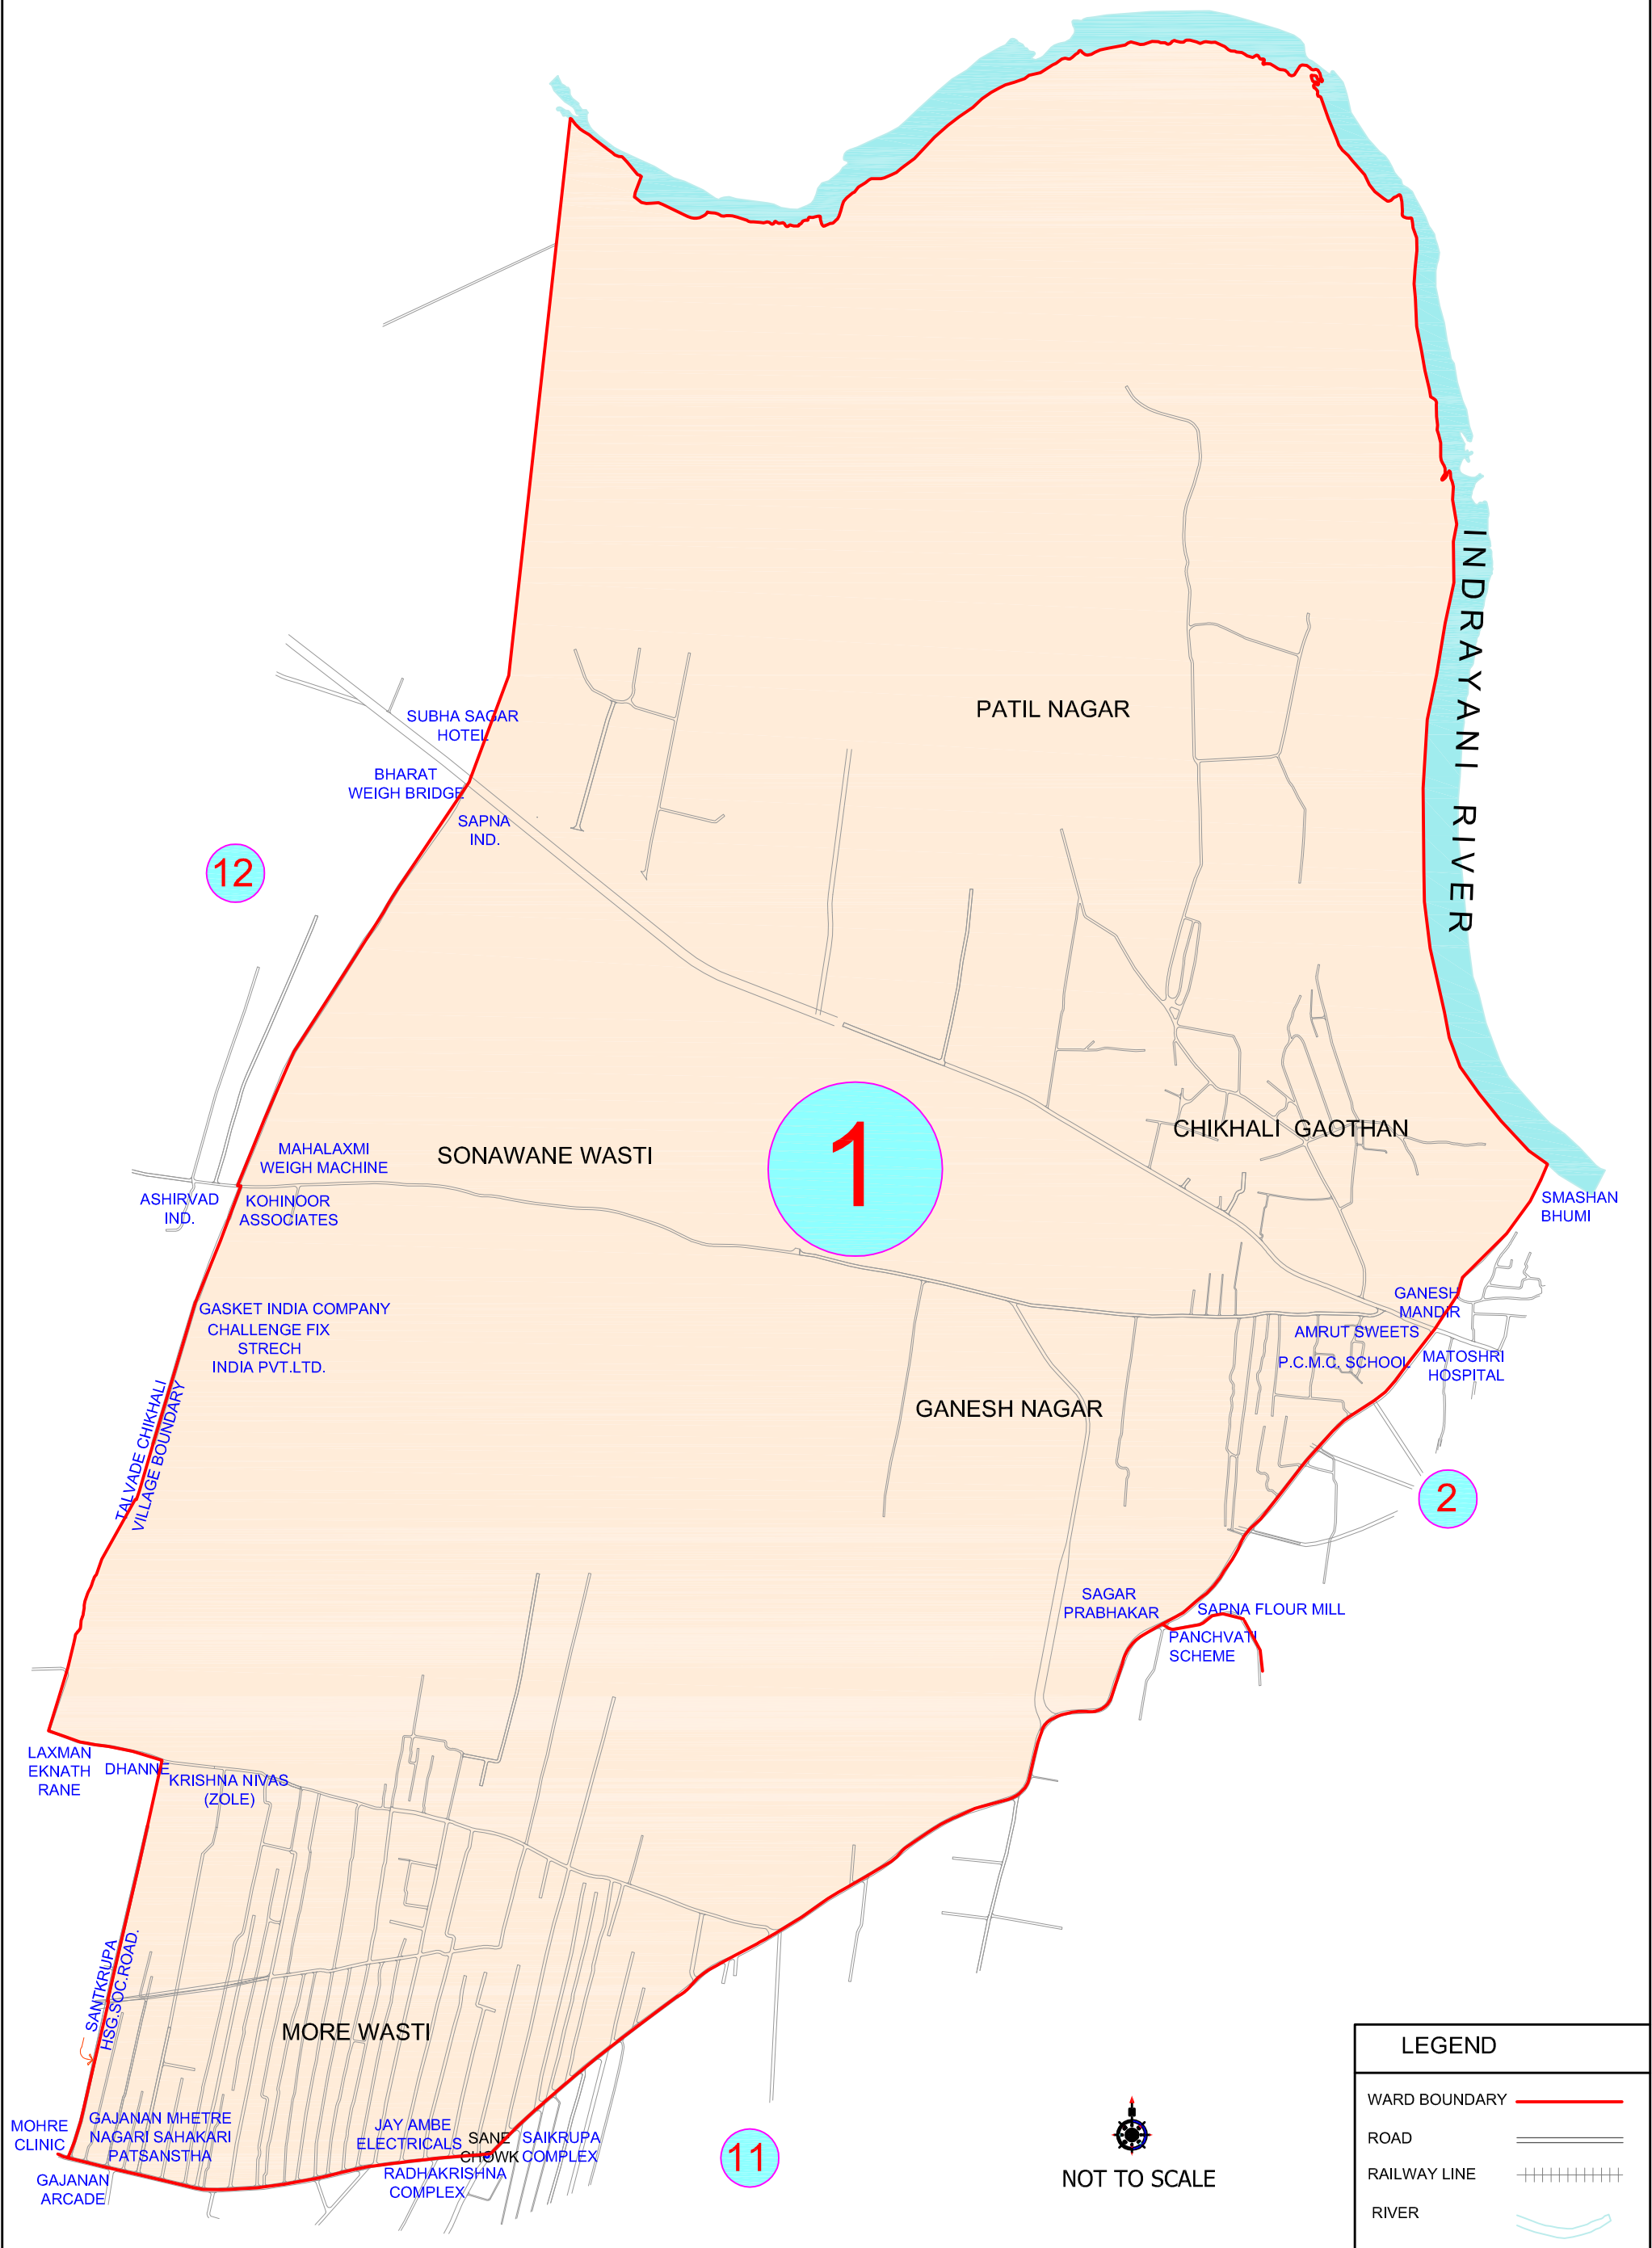 INDRAYANI RIVER
PATIL NAGAR
SUBHA SAGAR
HOTEL
BHARAT
WEIGH BRIDGE
SAPNA
IND.
12
CHIKHALI GAOTHAN
MAHALAXMI
WEIGH MACHINE
SONAWANE WASTI
1
ASHIRVAD
IND.
KOHINOOR
ASSOCIATES
SMASHAN
BHUMI
GASKET INDIA COMPANY
CHALLENGE FIX
STRECH
INDIA PVT.LTD.
GANESH
MANDIR
AMRUT SWEETS
P.C.M.C. SCHOOL
MATOSHRI
HOSPITAL
TALVADE CHIKHALI
VILLAGE BOUNDARY
GANESH NAGAR
2
SAGAR
PRABHAKAR
SAPNA FLOUR MILL
PANCHVATI
SCHEME
LAXMAN
EKNATH
RANE
DHANNE
KRISHNA NIVAS
(ZOLE)
SANTKRUPA
HSG.SOC.ROAD.
MORE WASTI
MOHRE
CLINIC
GAJANAN MHETRE
NAGARI SAHAKARI
PATSANSTHA
GAJANAN
ARCADE
JAY AMBE
ELECTRICALS
SANE
CHOWK
SAIKRUPA
COMPLEX
RADHAKRISHNA
COMPLEX
11
NOT TO SCALE
LEGEND
WARD BOUNDARY
ROAD
RAILWAY LINE
RIVER